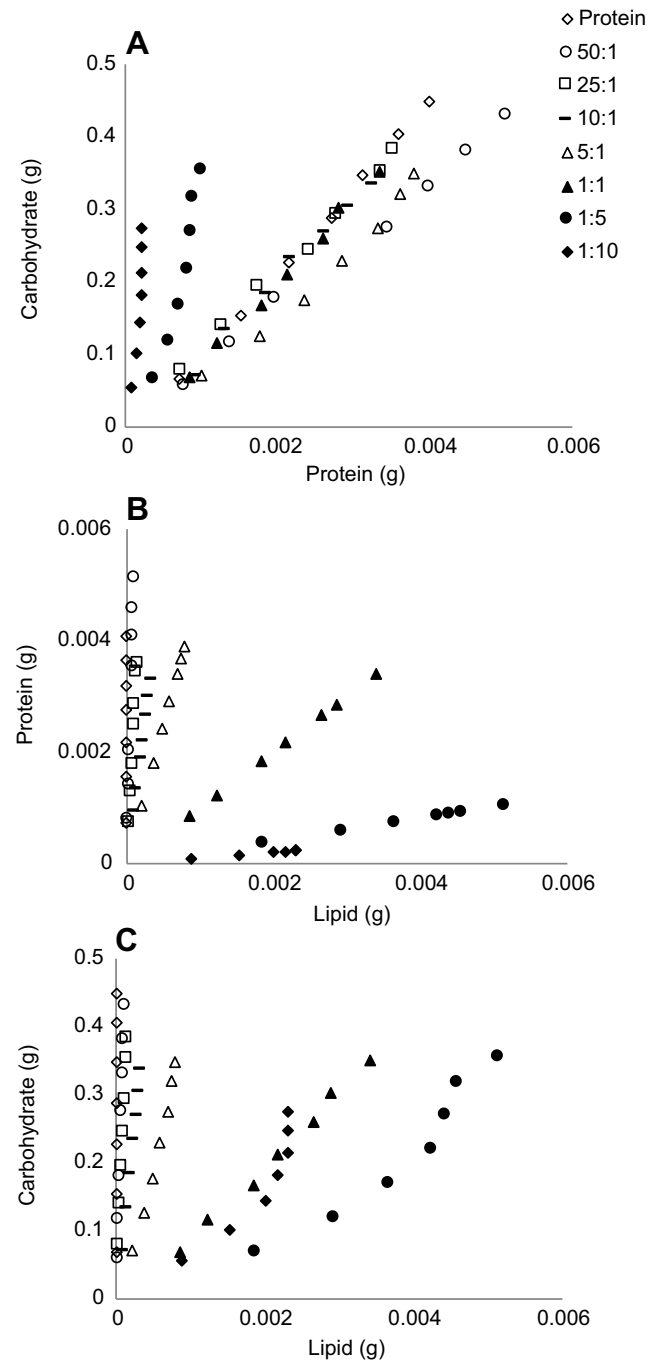 A
Protein
50:1
25:1
10:1
5:1
1:1
1:5
1:10
0.5
0.4
0.3
0.2
0.1
0
Carbohydrate (g)
0 0.002 0.004 0.006
Protein (g)
B
0.006
0.004
0.002
0
Protein (g)
0 0.002 0.004 0.006
Lipid (g)
C
0.5
0.4
0.3
0.2
0.1
0
Carbohydrate (g)
0 0.002 0.004 0.006
Lipid (g)